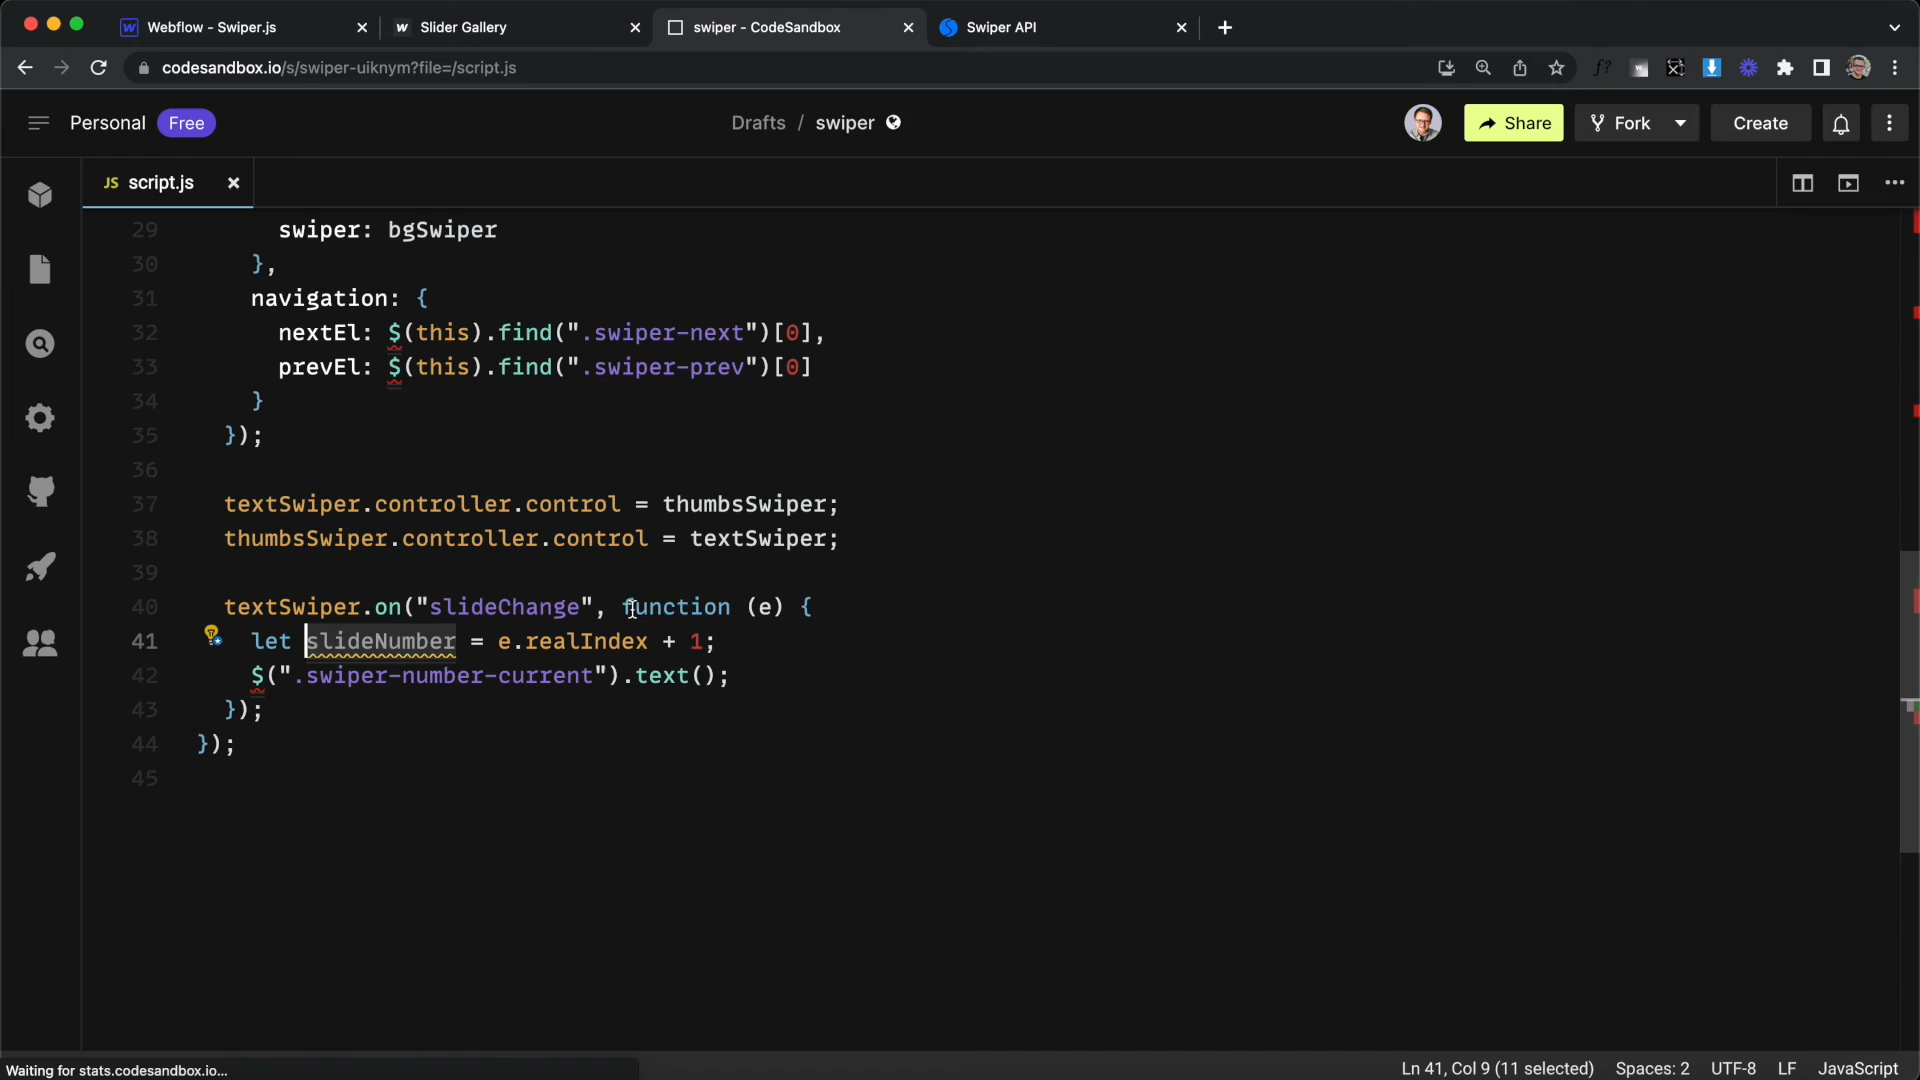 Webflow - Swiper.js
Slider Gallery
swiper - CodeSandbox
Swiper API
codesandbox.io/s/swiper-uiknym?file=/script.js
Personal Free
Drafts / swiper
Share
Fork
Create
JS script.js
29 swiper: bgSwiper
30 },
31 navigation: {
32 nextEl: $(this).find(".swiper-next")[0],
33 prevEl: $(this).find(".swiper-prev")[0]
34 }
35 });
36
37 textSwiper.controller.control = thumbsSwiper;
38 thumbsSwiper.controller.control = textSwiper;
39
40 textSwiper.on("slideChange", function (e) {
41 let slideNumber = e.realIndex + 1;
42 $(".swiper-number-current").text();
43 });
44 });
45
Waiting for stats.codesandbox.io...
Ln 41, Col 9 (11 selected) Spaces: 2 UTF-8 LF JavaScript